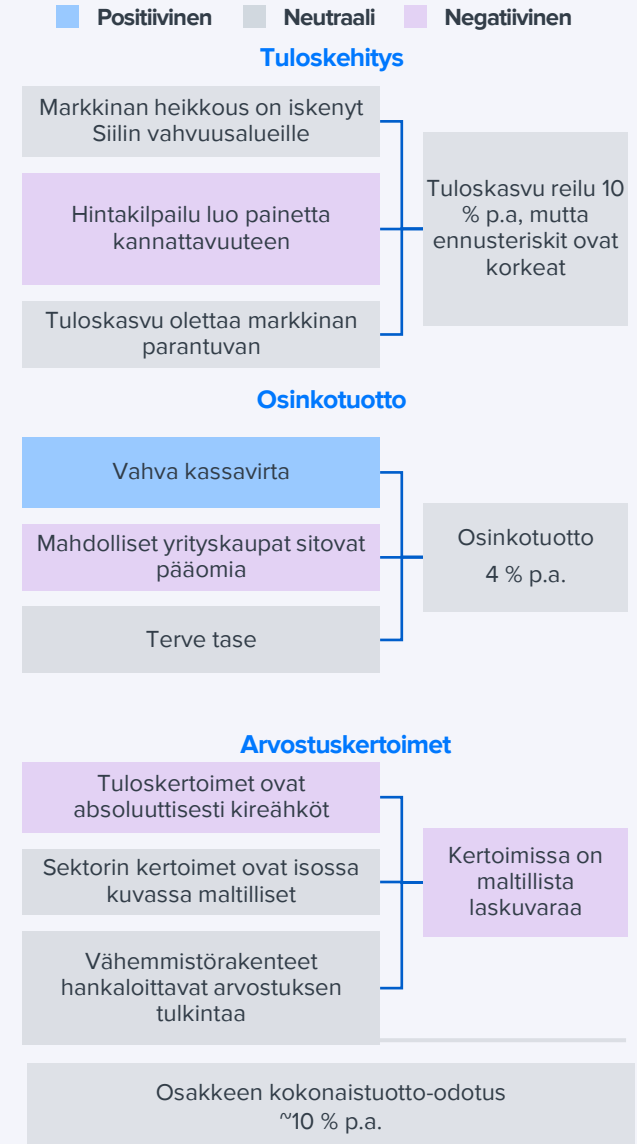 Positiivinen Neutraali Negatiivinen
Tuloskehitys
Markkinan heikkous on iskenyt
Siilin vahvuusalueille
Hintakilpailu luo painetta
kannattavuuteen
Tuloskasvu olettaa markkinan
parantuvan
Tuloskasvu reilu 10
% p.a, mutta
ennusteriskit ovat
korkeat
Osinkotuotto
Vahva kassavirta
Mahdolliset yrityskaupat sitovat
pääomia
Terve tase
Osinkotuotto
4 % p.a.
Arvostuskertoimet
Tuloskertoimet ovat
absoluuttisesti kireähköt
Sektorin kertoimet ovat isossa
kuvassa maltilliset
Vähemmistörakenteet
hankaloittavat arvostuksen
tulkintaa
Kertoimissa on
maltillista
laskuvaraa
Osakkeen kokonaistuotto-odotus
~10 % p.a.